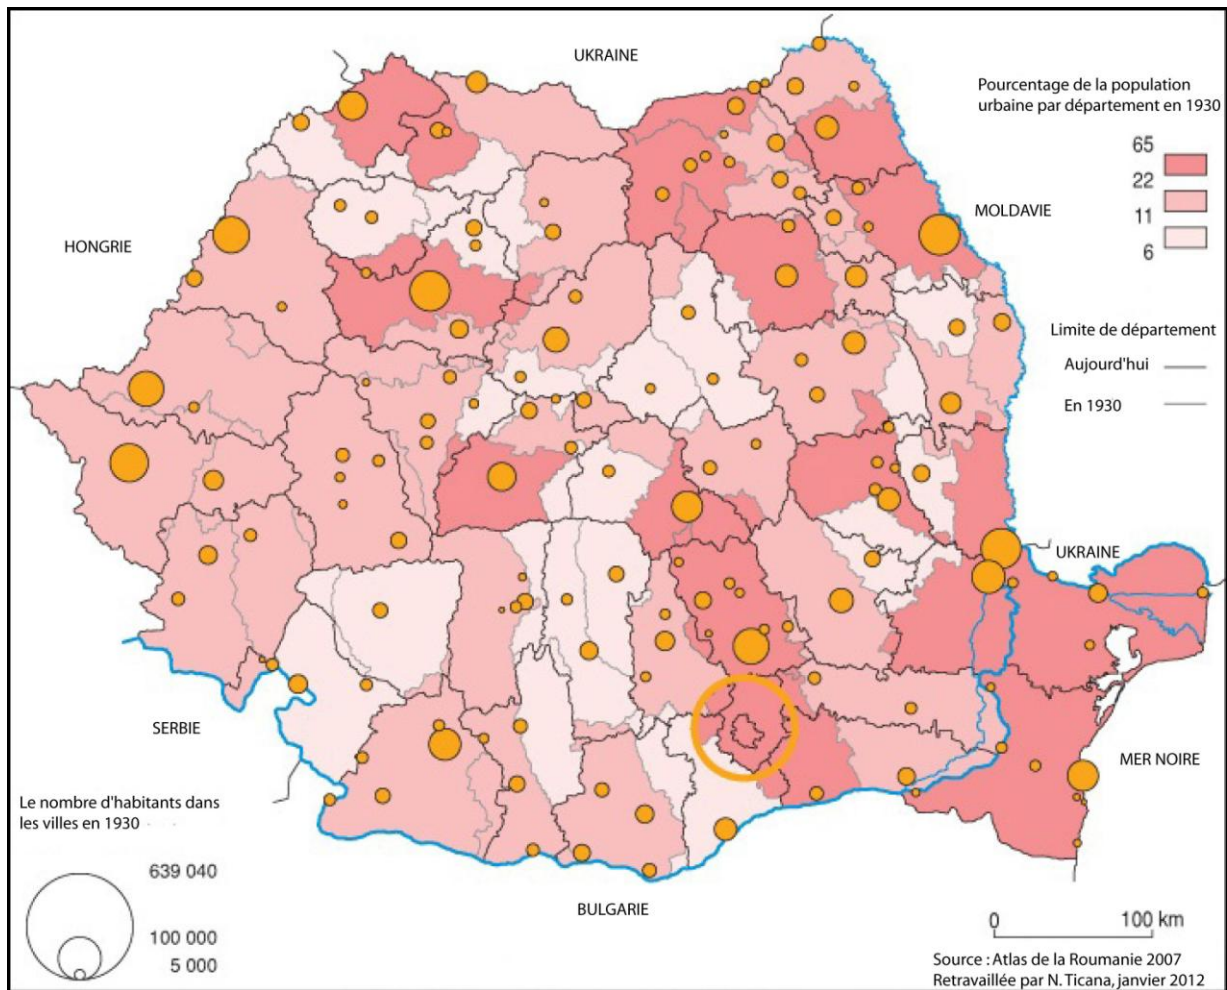 UKRAINE
Pourcentage de la population
urbaine par département en 1930
65
22
11
6
MOLDAVIE
HONGRIE
Limite de département
Aujourd'hui
En 1930
UKRAINE
SERBIE
MER NOIRE
Le nombre d'habitants dans
les villes en 1930
639 040
100 000
5 000
BULGARIE
0 100 km
Source : Atlas de la Roumanie 2007
Retravaillée par N. Ticana, janvier 2012